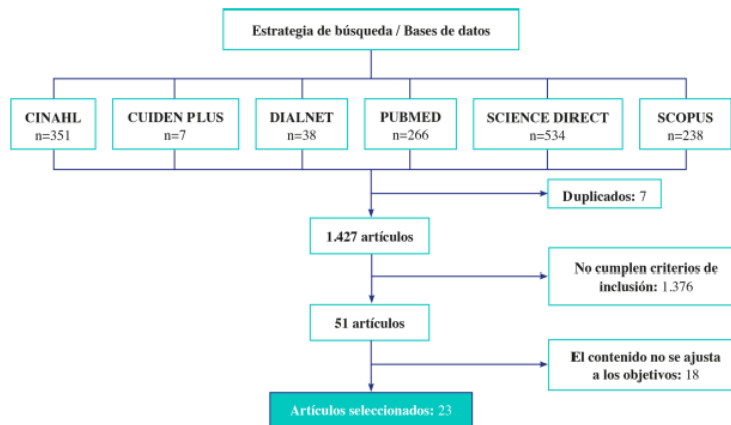 Estrategia de búsqueda / Bases de datos
CINAHL
n=351
CUIDEN PLUS
n=7
DIALNET
n=38
PUBMED
n=266
SCIENCE DIRECT
n=534
SCOPUS
n=238
Duplicados: 7
1.427 artículos
No cumplen criterios de
inclusión: 1.376
51 artículos
El contenido no se ajusta
a los objetivos: 18
Artículos seleccionados: 23